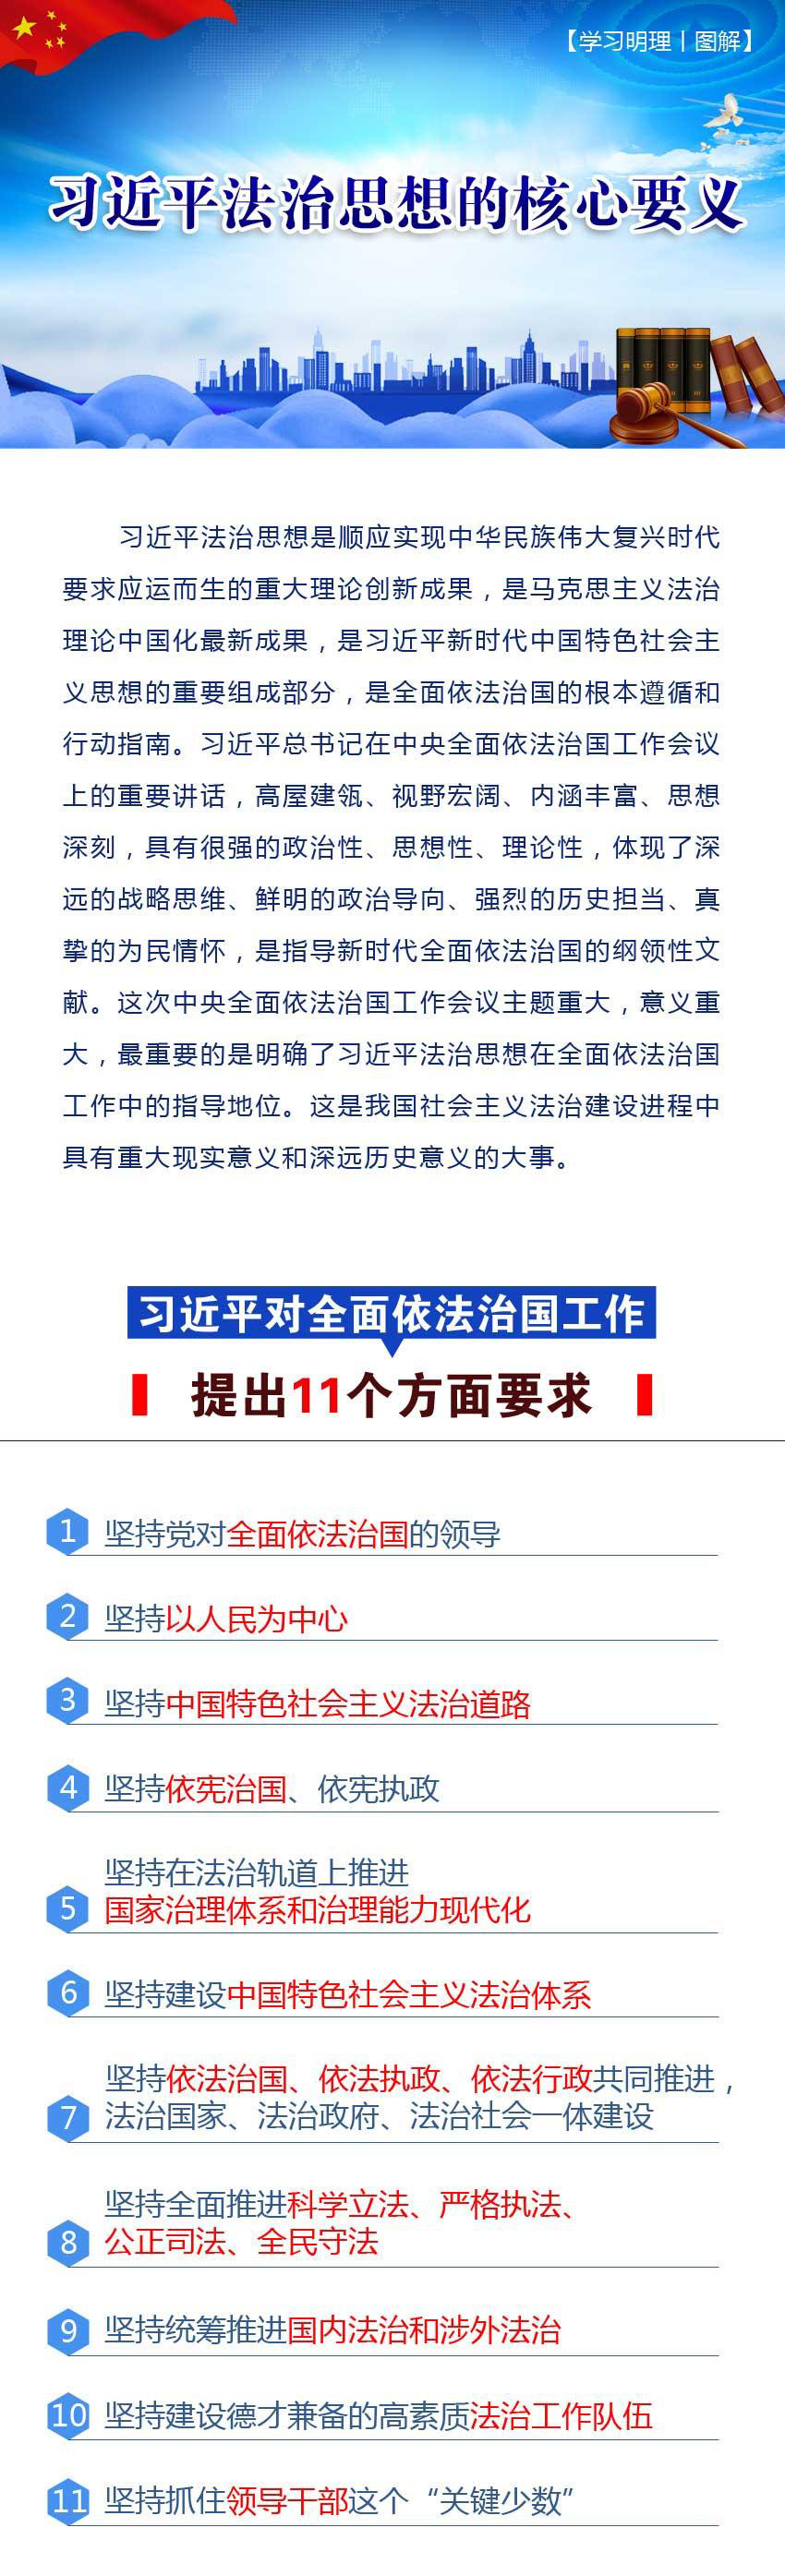 【学习明理丨图解】
习近平法治思想的核心要义
习近平法治思想是顺应实现中华民族伟大复兴时代
要求应运而生的重大理论创新成果，是马克思主义法治
理论中国化最新成果，是习近平新时代中国特色社会主
义思想的重要组成部分，是全面依法治国的根本遵循和
行动指南。习近平总书记在中央全面依法治国工作会议
上的重要讲话，高屋建瓴、视野宏阔、内涵丰富、思想
深刻，具有很强的政治性、思想性、理论性，体现了深
远的战略思维、鲜明的政治导向、强烈的历史担当、真
挚的为民情怀，是指导新时代全面依法治国的纲领性文
献。这次中央全面依法治国工作会议主题重大，意义重
大，最重要的是明确了习近平法治思想在全面依法治国
工作中的指导地位。这是我国社会主义法治建设进程中
具有重大现实意义和深远历史意义的大事。
习近平对全面依法治国工作
提出11个方面要求
1 坚持党对全面依法治国的领导
2 坚持以人民为中心
3 坚持中国特色社会主义法治道路
4 坚持依宪治国、依宪执政
坚持在法治轨道上推进
5 国家治理体系和治理能力现代化
6 坚持建设中国特色社会主义法治体系
坚持依法治国、依法执政、依法行政共同推进，
7 法治国家、法治政府、法治社会一体建设
坚持全面推进科学立法、严格执法、
8 公正司法、全民守法
9 坚持统筹推进国内法治和涉外法治
10 坚持建设德才兼备的高素质法治工作队伍
11 坚持抓住领导干部这个“关键少数”